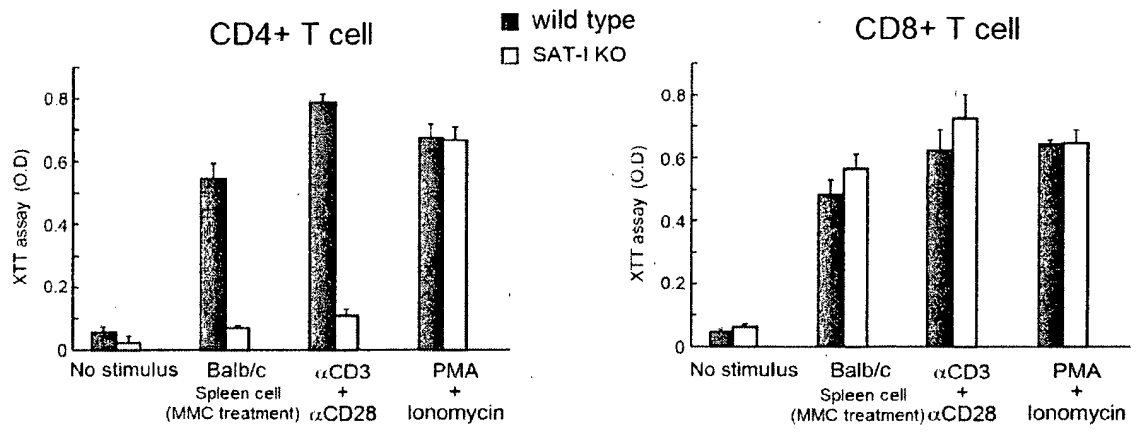 CD4+ T cell
wild type
SAT-I KO
CD8+ T cell
XTT assay (O.D)
0.8
0.6
0.4
0.2
0
No stimulus
Balb/c
Spleen cell
(MMC treatment)
αCD3
+
αCD28
PMA
+
Ionomycin
XTT assay (O.D)
0.8
0.6
0.4
0.2
0
No stimulus
Balb/c
Spleen cell
(MMC treatment)
αCD3
+
αCD28
PMA
+
Ionomycin